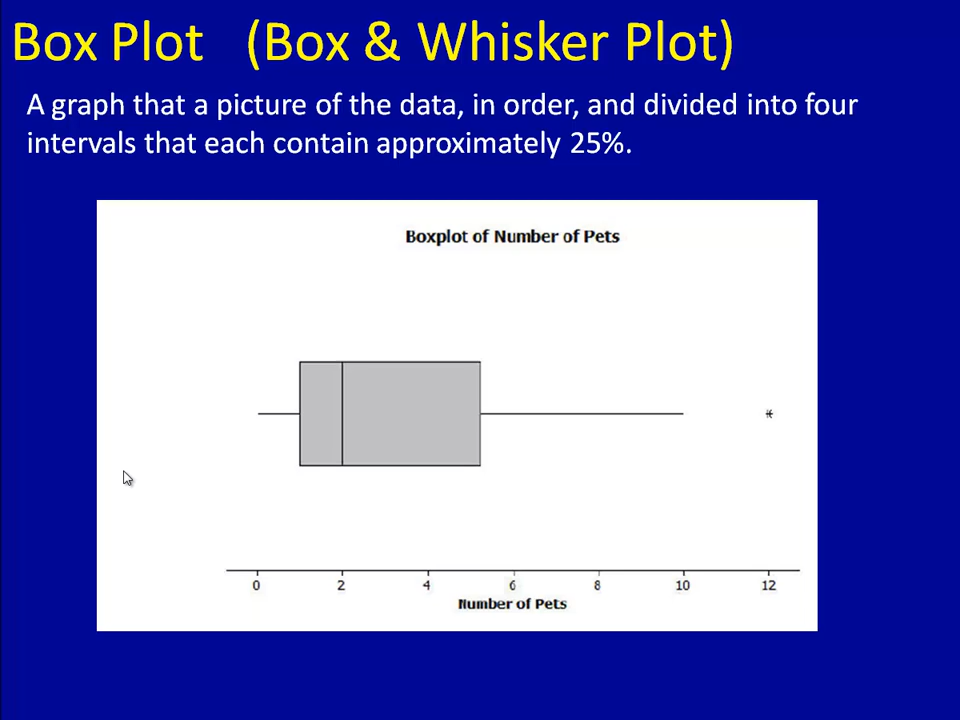 Box Plot (Box & Whisker Plot)
A graph that a picture of the data, in order, and divided into four
intervals that each contain approximately 25%.
Boxplot of Number of Pets
0 2 4 6 8 10 12
Number of Pets